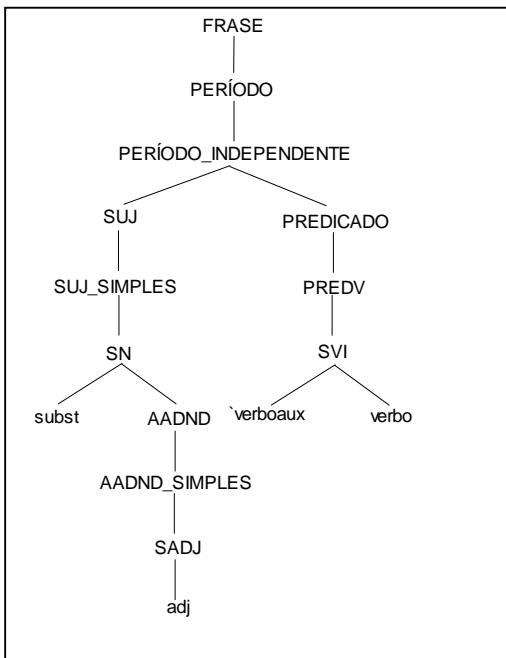 FRASE
PERÍODO
PERÍODO_INDEPENDENTE
SUJ PREDICADO
SUJ_SIMPLES PREDV
SN SVI
subst AADND `verboaux verbo
AADND_SIMPLES
SADJ
adj